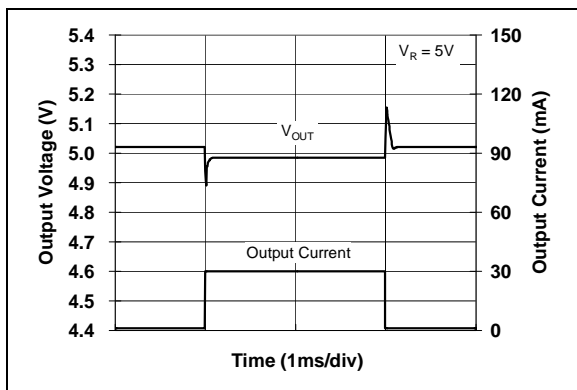 Output Voltage (V)
5.4
5.3
5.2
5.1
5.0
4.9
4.8
4.7
4.6
4.5
4.4
V_R = 5V
V_OUT
Output Current
150
120
90
60
30
0
Output Current (mA)
Time (1ms/div)